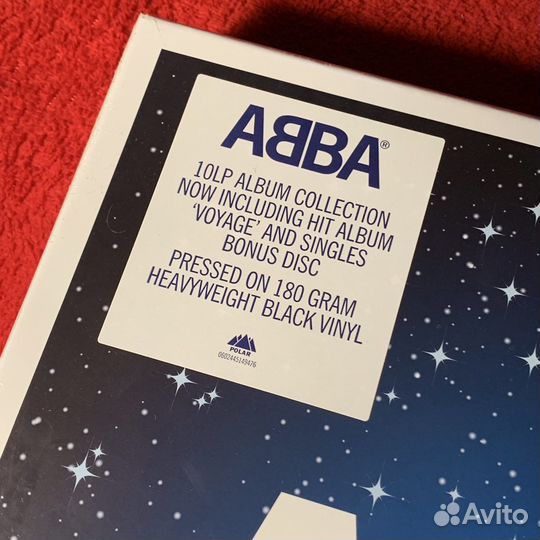 ABBA®
10LP ALBUM COLLECTION
NOW INCLUDING HIT ALBUM
'VOYAGE' AND SINGLES
BONUS DISC
PRESSED ON 180 GRAM
HEAVYWEIGHT BLACK VINYL
POLAR
0602445149476
Avito